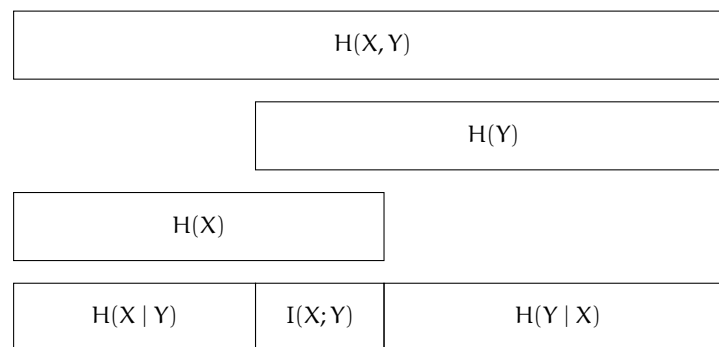 H(X, Y)
H(Y)
H(X)
H(X | Y) I(X; Y) H(Y | X)